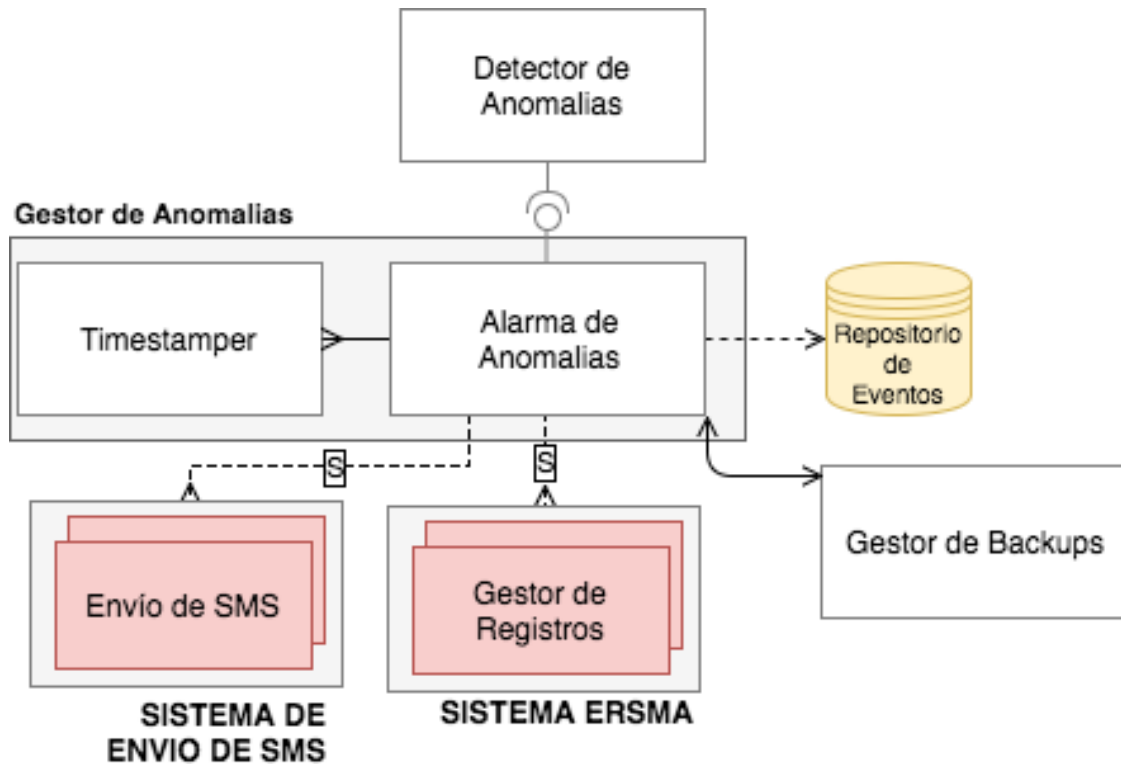 Detector de
Anomalias
Gestor de Anomalias
Timestamper
Alarma de
Anomalias
Repositorio
de
Eventos
S
S
Envío de SMS
Gestor de
Registros
Gestor de Backups
SISTEMA DE
ENVIO DE SMS
SISTEMA ERSMA